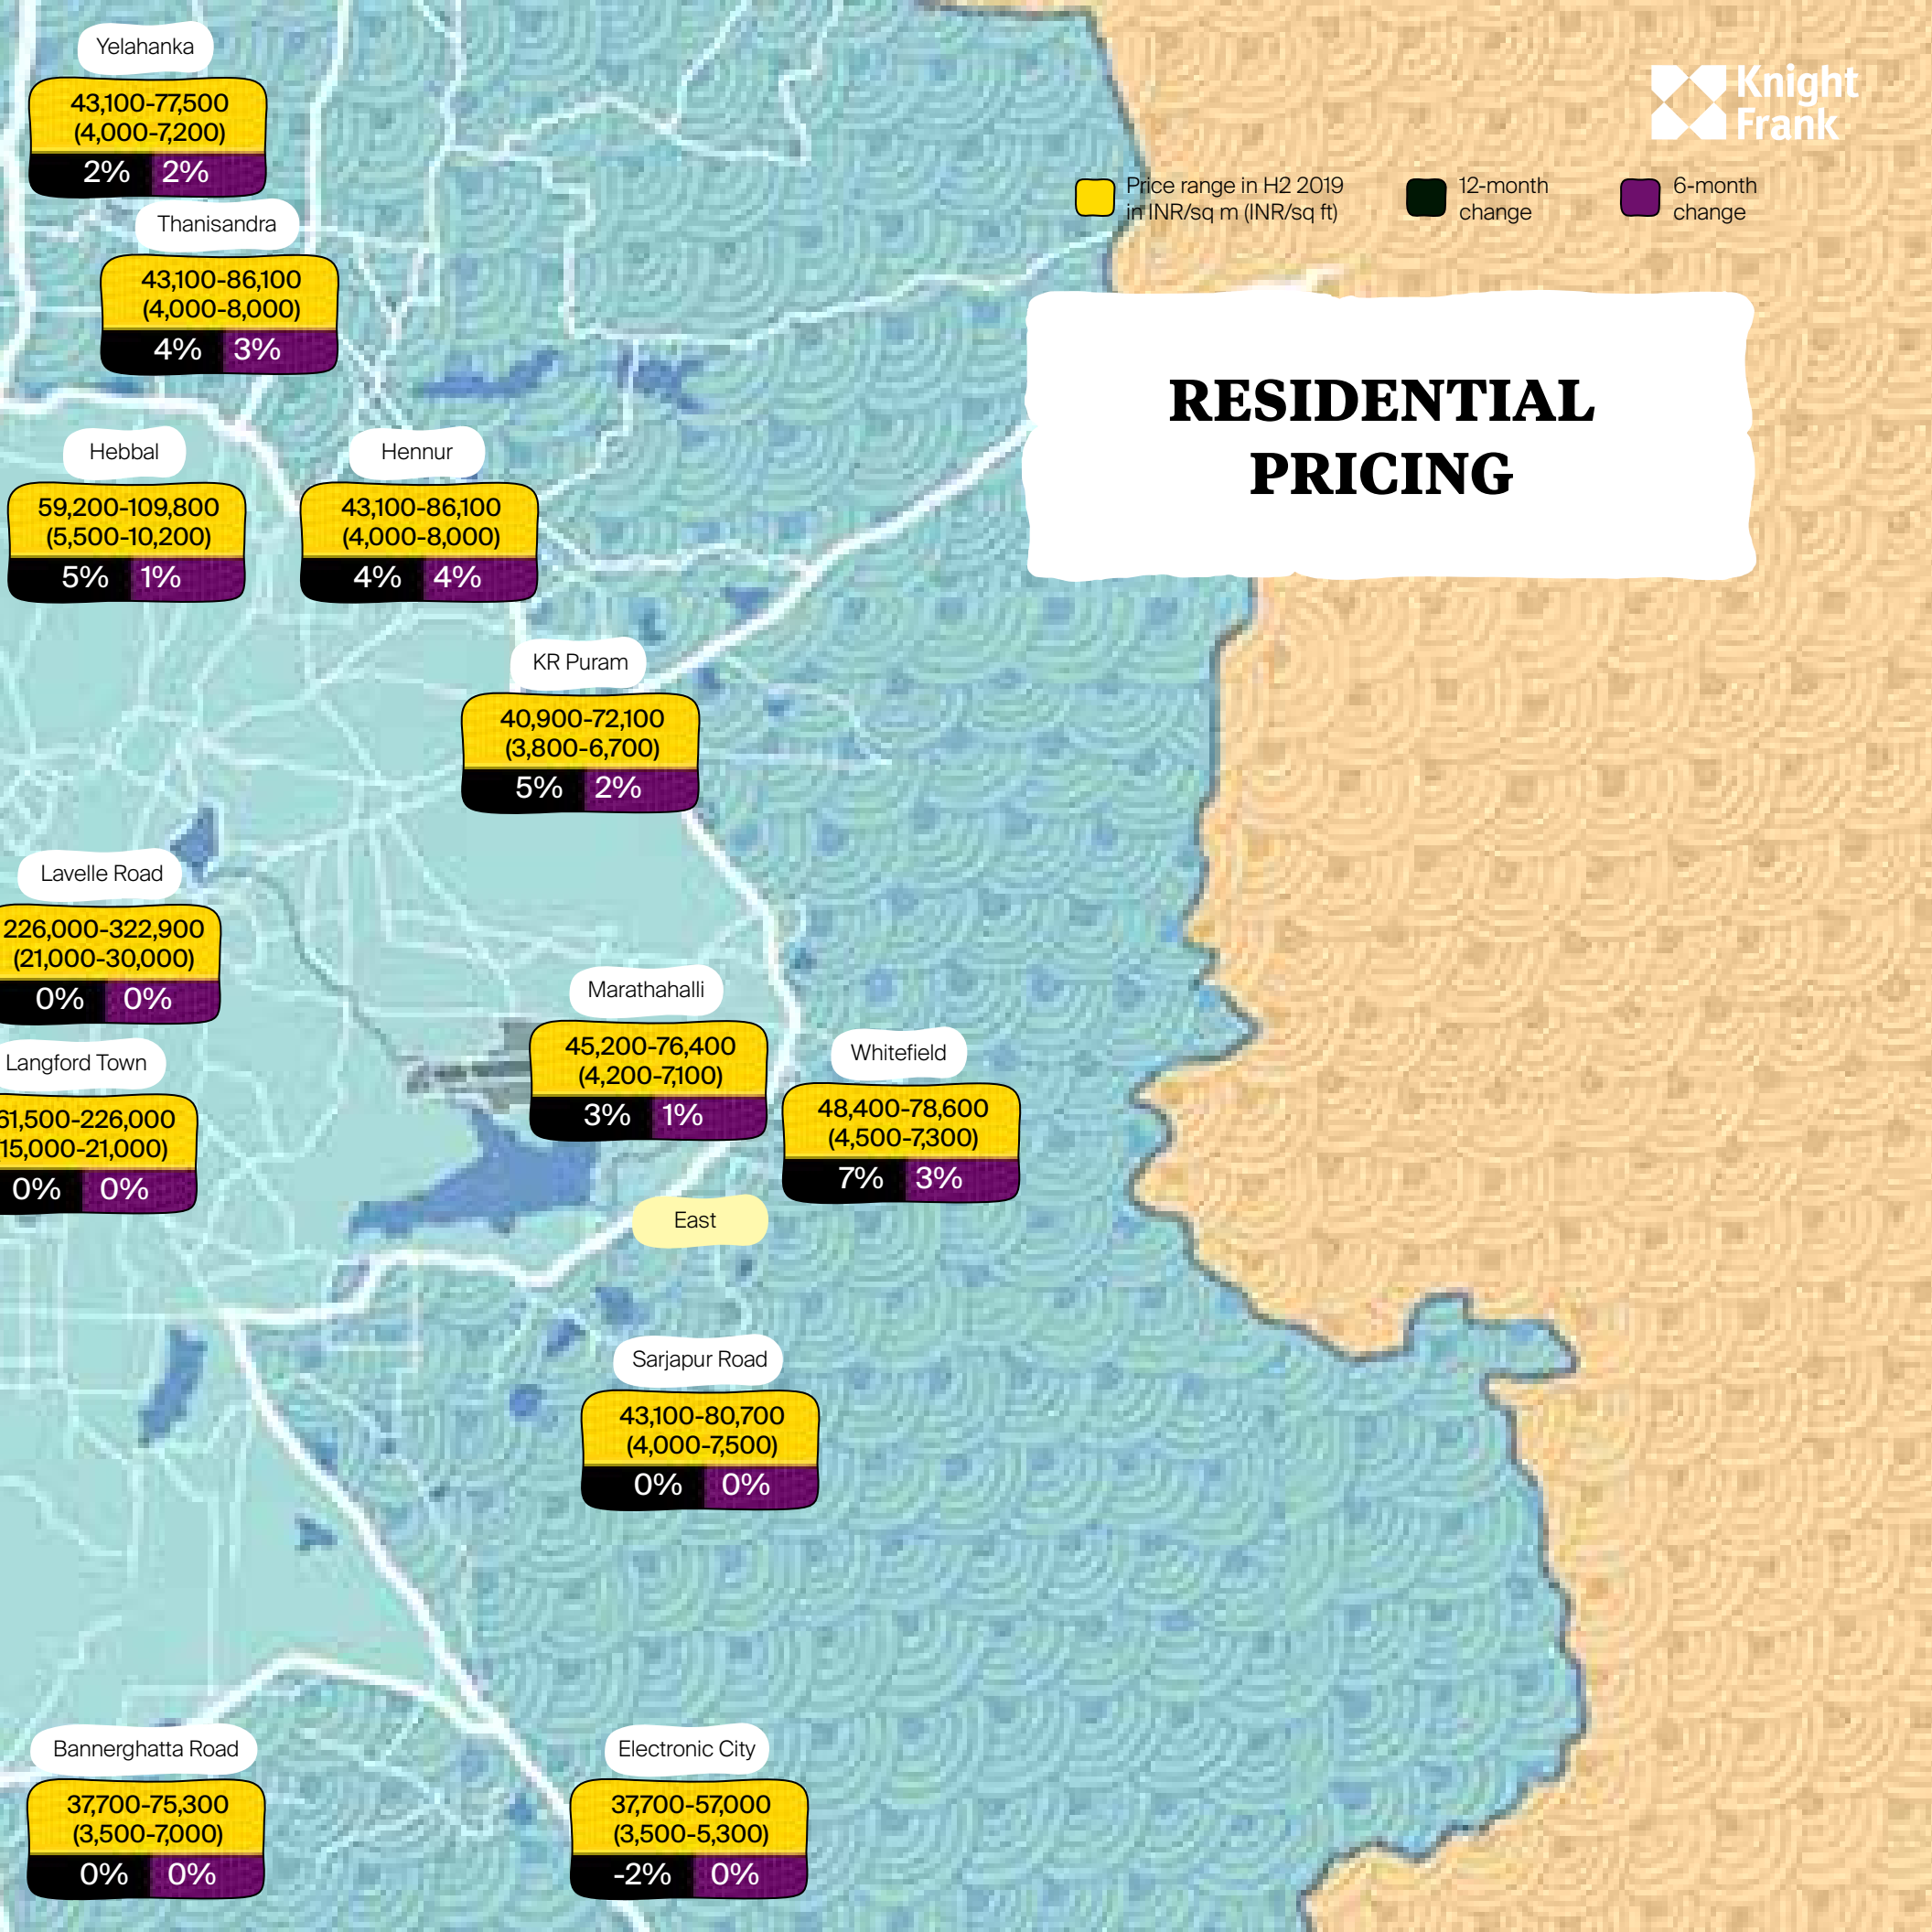 Knight
Frank
Price range in H2 2019
in INR/sq m (INR/sq ft)
12-month
change
6-month
change
RESIDENTIAL
PRICING
Yelahanka
43,100-77,500
(4,000-7,200)
2% 2%
Thanisandra
43,100-86,100
(4,000-8,000)
4% 3%
Hebbal
59,200-109,800
(5,500-10,200)
5% 1%
Hennur
43,100-86,100
(4,000-8,000)
4% 4%
KR Puram
40,900-72,100
(3,800-6,700)
5% 2%
Lavelle Road
226,000-322,900
(21,000-30,000)
0% 0%
Marathahalli
45,200-76,400
(4,200-7,100)
3% 1%
Whitefield
48,400-78,600
(4,500-7,300)
7% 3%
Langford Town
61,500-226,000
15,000-21,000)
0% 0%
East
Sarjapur Road
43,100-80,700
(4,000-7,500)
0% 0%
Bannerghatta Road
37,700-75,300
(3,500-7,000)
0% 0%
Electronic City
37,700-57,000
(3,500-5,300)
-2% 0%